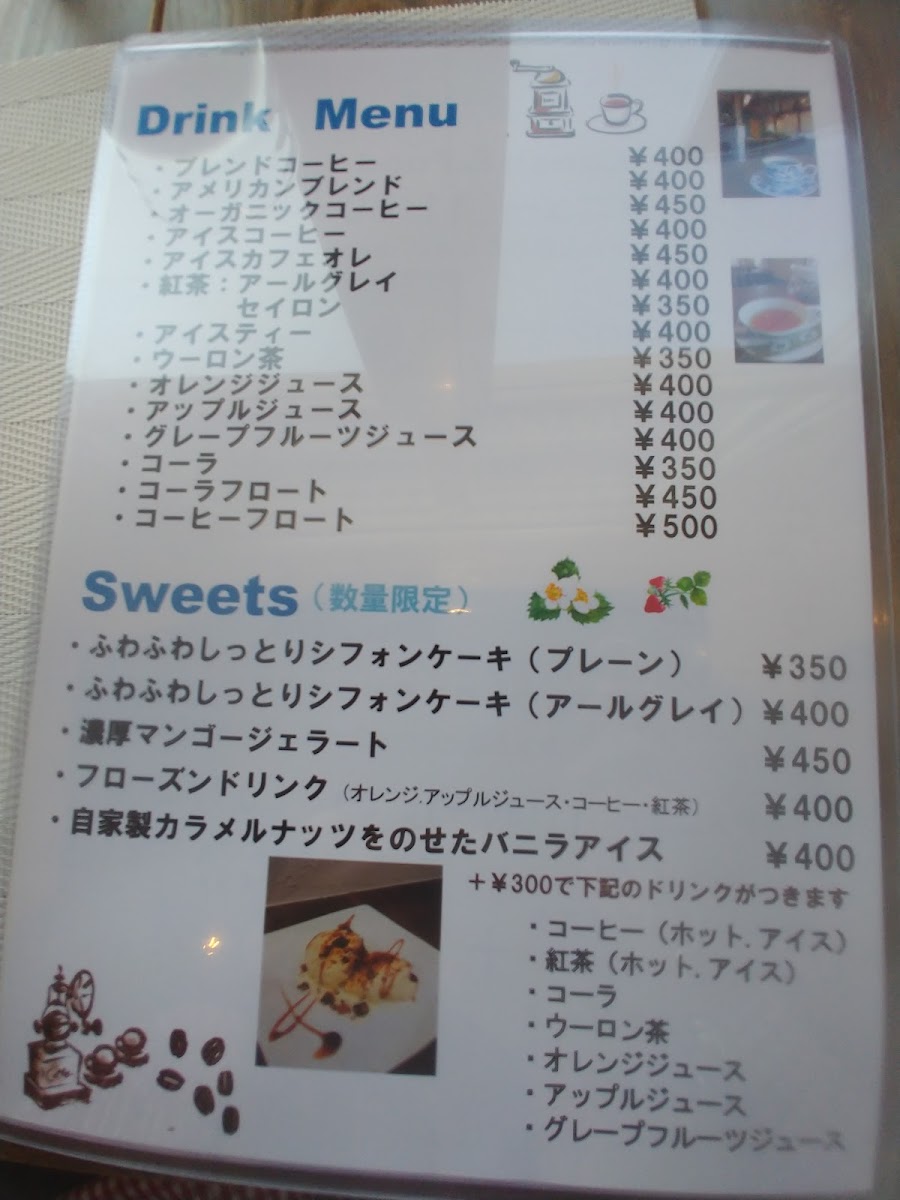 Drink Menu
・ブレンドコーヒー ¥400
・アメリカンブレンド ¥400
・オーガニックコーヒー ¥450
・アイスコーヒー ¥400
・アイスカフェオレ ¥450
・紅茶：アールグレイ ¥400
セイロン ¥350
・アイスティー ¥400
・ウーロン茶 ¥350
・オレンジジュース ¥400
・アップルジュース ¥400
・グレープフルーツジュース ¥400
・コーラ ¥350
・コーラフロート ¥450
・コーヒーフロート ¥500
Sweets（数量限定）
・ふわふわしっとりシフォンケーキ（プレーン） ¥350
・ふわふわしっとりシフォンケーキ（アールグレイ） ¥400
・濃厚マンゴージェラート ¥450
・フローズンドリンク（オレンジ.アップルジュース・コーヒー・紅茶） ¥400
・自家製カラメルナッツをのせたバニラアイス ¥400
＋¥300で下記のドリンクがつきます
・コーヒー（ホット.アイス）
・紅茶（ホット.アイス）
・コーラ
・ウーロン茶
・オレンジジュース
・アップルジュース
・グレープフルーツジュース